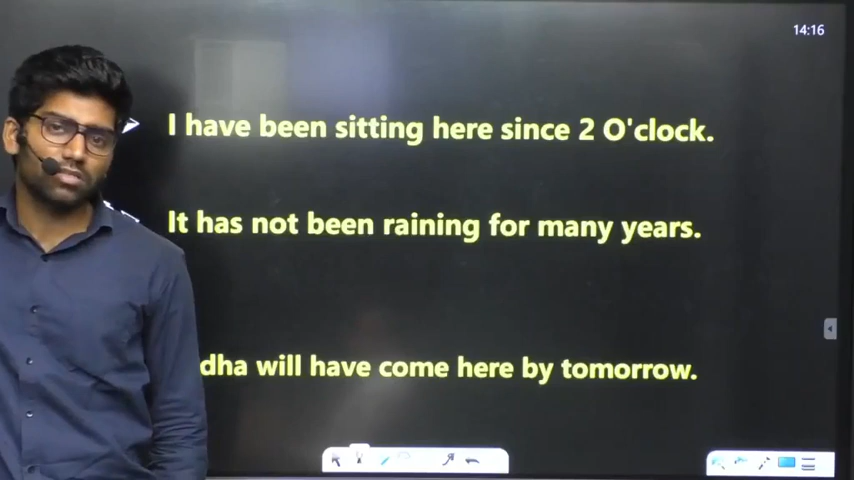 14:16
I have been sitting here since 2 O'clock.
It has not been raining for many years.
will have come here by tomorrow.